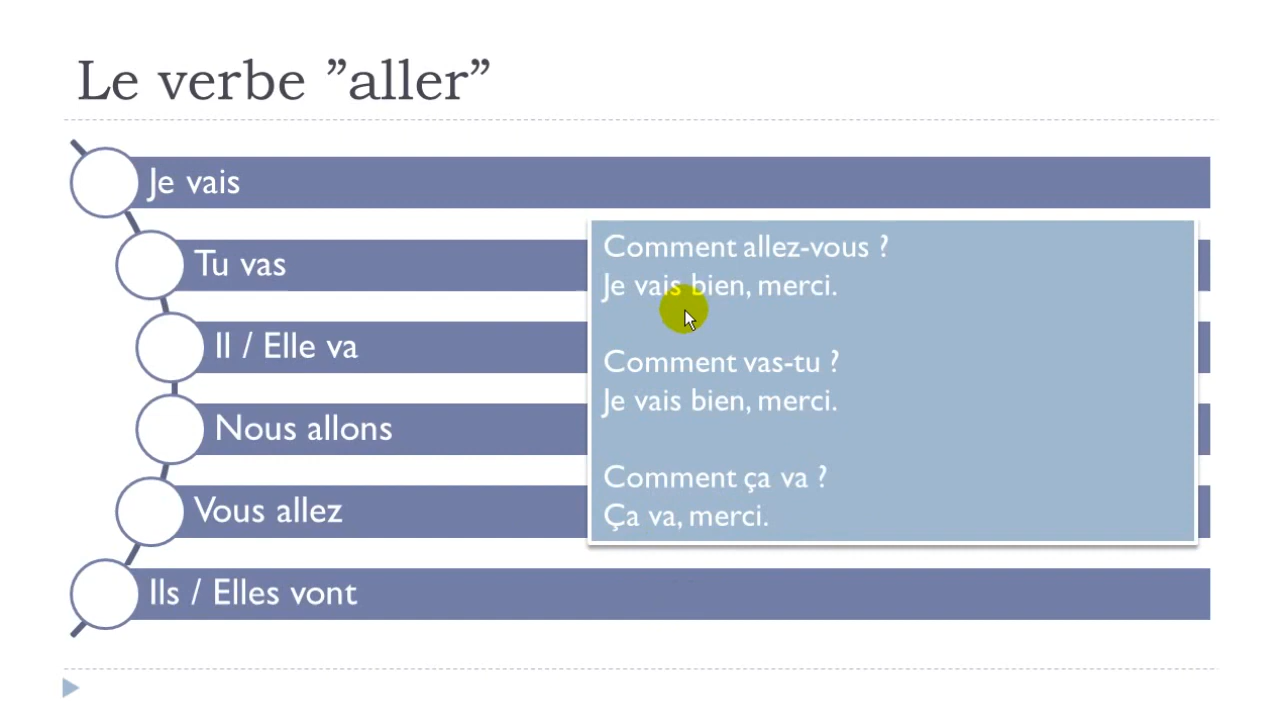 Le verbe ”aller”
Je vais
Tu vas
Il / Elle va
Nous allons
Vous allez
Ils / Elles vont
Comment allez-vous ?
Je vais bien, merci.
Comment vas-tu ?
Je vais bien, merci.
Comment ça va ?
Ça va, merci.